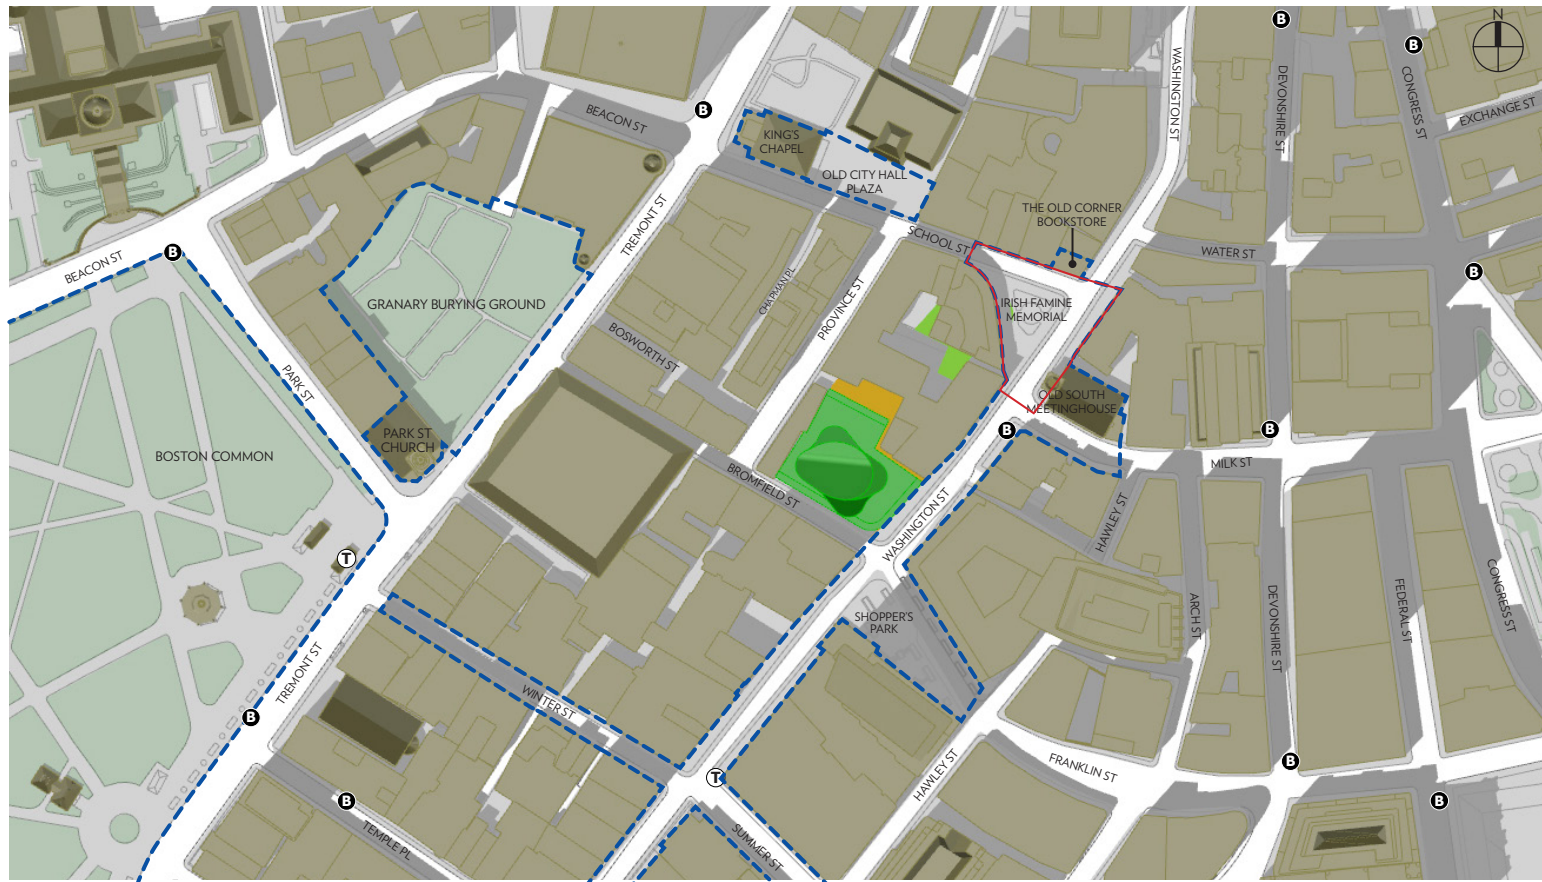 N
B
B
WASHINGTON ST
DEVONSHIRE ST
CONGRESS ST
EXCHANGE ST
BEACON ST
B
KING'S
CHAPEL
OLD CITY HALL
PLAZA
THE OLD CORNER
BOOKSTORE
TREMONT ST
SCHOOL ST
WATER ST
B
BEACON ST
B
GRANARY BURYING GROUND
CHAPMAN PL
PROVINCE ST
IRISH FAMINE
MEMORIAL
BOSWORTH ST
PARK ST
OLD SOUTH
MEETINGHOUSE
PARK ST
CHURCH
B
B
BOSTON COMMON
BROMFIELD ST
MILK ST
WASHINGTON ST
HAWLEY ST
T
CONGRESS ST
ARCH ST
DEVONSHIRE ST
FEDERAL ST
SHOPPER'S
PARK
TREMONT ST
WINTER ST
B
T
HAWLEY ST
FRANKLIN ST
B
B
B
TEMPLE PL
SUMMER ST